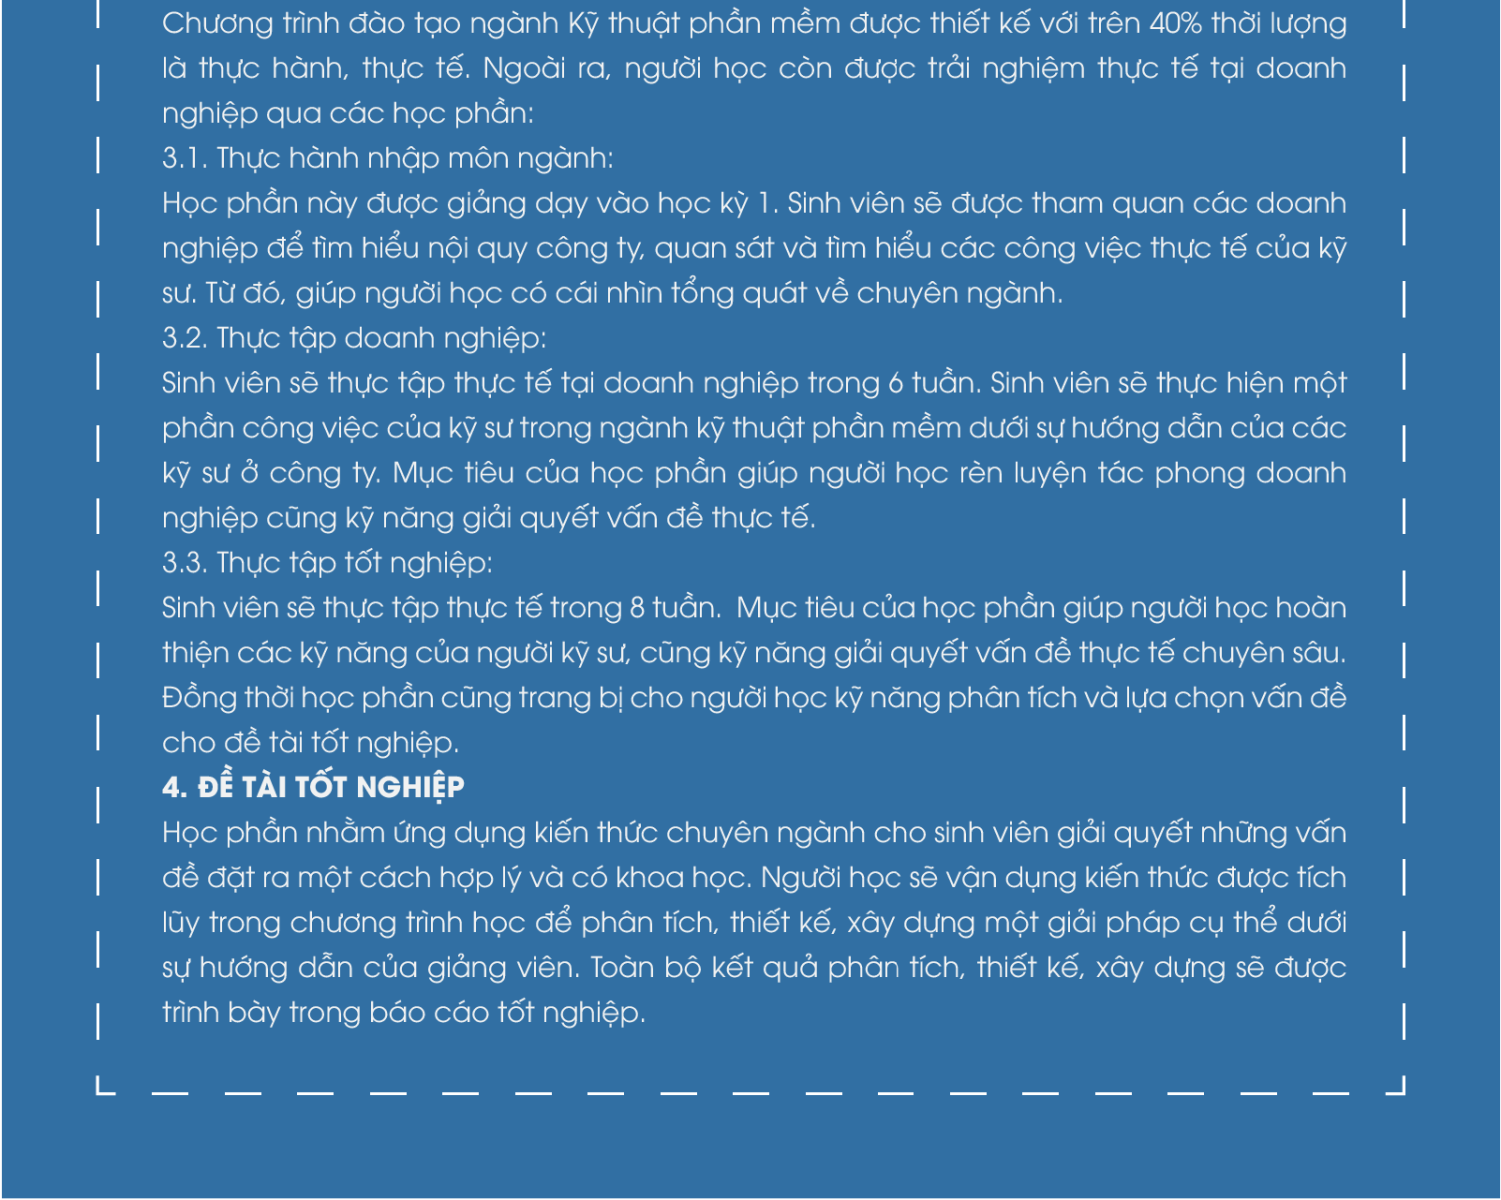 Chương trình đào tạo ngành Kỹ thuật phần mềm được thiết kế với trên 40% thời lượng
là thực hành, thực tế. Ngoài ra, người học còn được trải nghiệm thực tế tại doanh
nghiệp qua các học phần:
3.1. Thực hành nhập môn ngành:
Học phần này được giảng dạy vào học kỳ 1. Sinh viên sẽ được tham quan các doanh
nghiệp để tìm hiểu nội quy công ty, quan sát và tìm hiểu các công việc thực tế của kỹ
sư. Từ đó, giúp người học có cái nhìn tổng quát về chuyên ngành.
3.2. Thực tập doanh nghiệp:
Sinh viên sẽ thực tập thực tế tại doanh nghiệp trong 6 tuần. Sinh viên sẽ thực hiện một
phần công việc của kỹ sư trong ngành kỹ thuật phần mềm dưới sự hướng dẫn của các
kỹ sư ở công ty. Mục tiêu của học phần giúp người học rèn luyện tác phong doanh
nghiệp cũng kỹ năng giải quyết vấn đề thực tế.
3.3. Thực tập tốt nghiệp:
Sinh viên sẽ thực tập thực tế trong 8 tuần.  Mục tiêu của học phần giúp người học hoàn
thiện các kỹ năng của người kỹ sư, cũng kỹ năng giải quyết vấn đề thực tế chuyên sâu.
Đồng thời học phần cũng trang bị cho người học kỹ năng phân tích và lựa chọn vấn đề
cho đề tài tốt nghiệp.
4. ĐỀ TÀI TỐT NGHIỆP
Học phần nhằm ứng dụng kiến thức chuyên ngành cho sinh viên giải quyết những vấn
đề đặt ra một cách hợp lý và có khoa học. Người học sẽ vận dụng kiến thức được tích
lũy trong chương trình học để phân tích, thiết kế, xây dựng một giải pháp cụ thể dưới
sự hướng dẫn của giảng viên. Toàn bộ kết quả phân tích, thiết kế, xây dựng sẽ được
trình bày trong báo cáo tốt nghiệp.